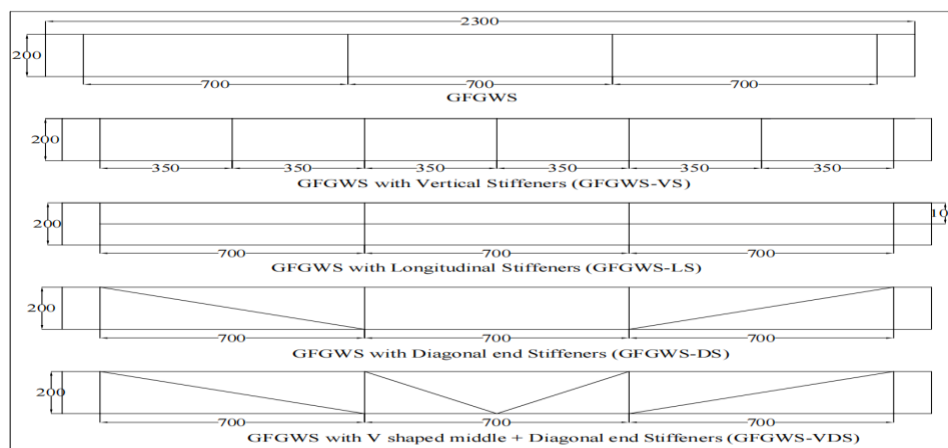 2300
200
700 700 700
GFGWS
200
350 350 350 350 350 350
GFGWS with Vertical Stiffeners (GFGWS-VS)
200 10
700 700 700
GFGWS with Longitudinal Stiffeners (GFGWS-LS)
200
700 700 700
GFGWS with Diagonal end Stiffeners (GFGWS-DS)
200
700 700 700
GFGWS with V shaped middle + Diagonal end Stiffeners (GFGWS-VDS)